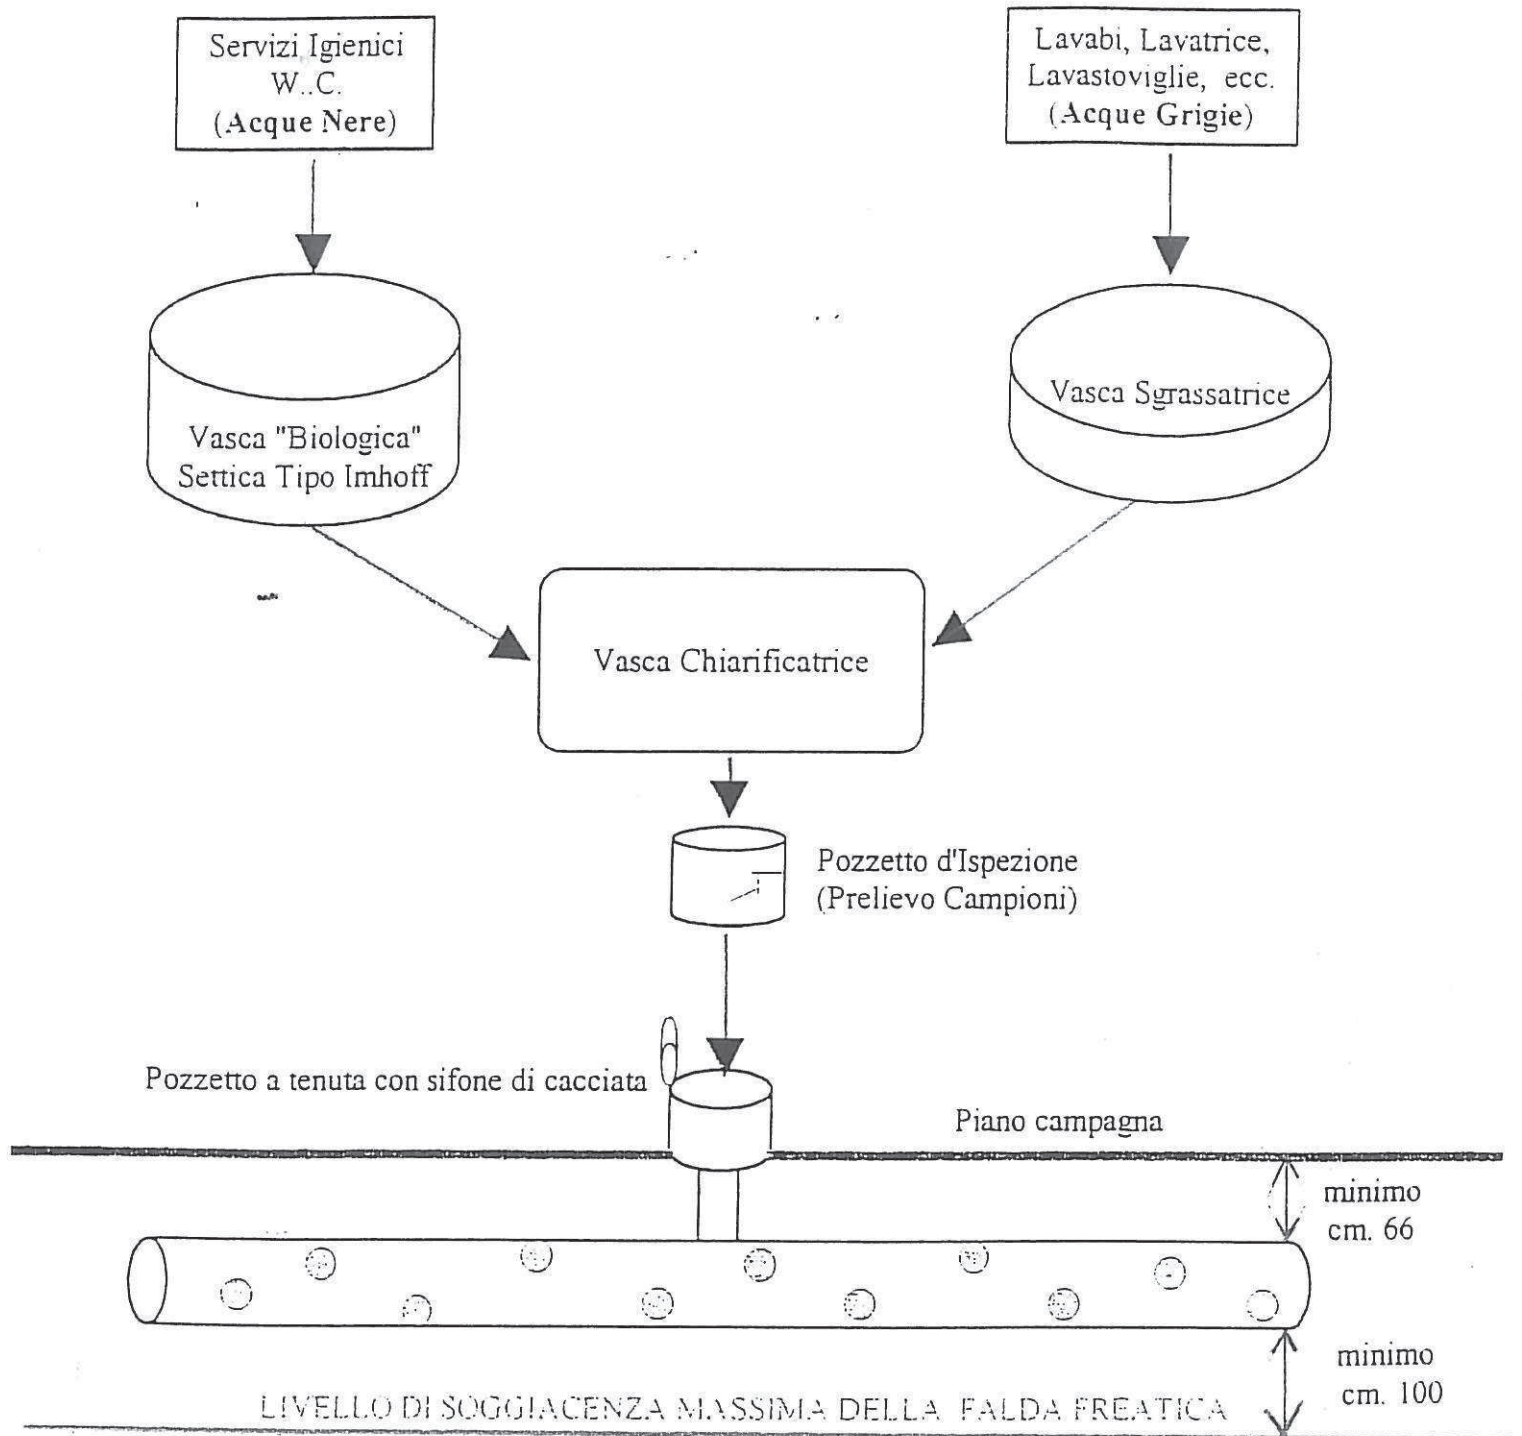 Servizi Igienici
W..C.
(Acque Nere)
Lavabi, Lavatrice,
Lavastoviglie, ecc.
(Acque Grigie)
Vasca "Biologica"
Settica Tipo Imhoff
Vasca Sgrassatrice
Vasca Chiarificatrice
Pozzetto d'Ispezione
(Prelievo Campioni)
Pozzetto a tenuta con sifone di cacciata
Piano campagna
minimo
cm. 66
minimo
cm. 100
LIVELLO DI SOGGIACENZA MASSIMA DELLA FALDA FREATICA